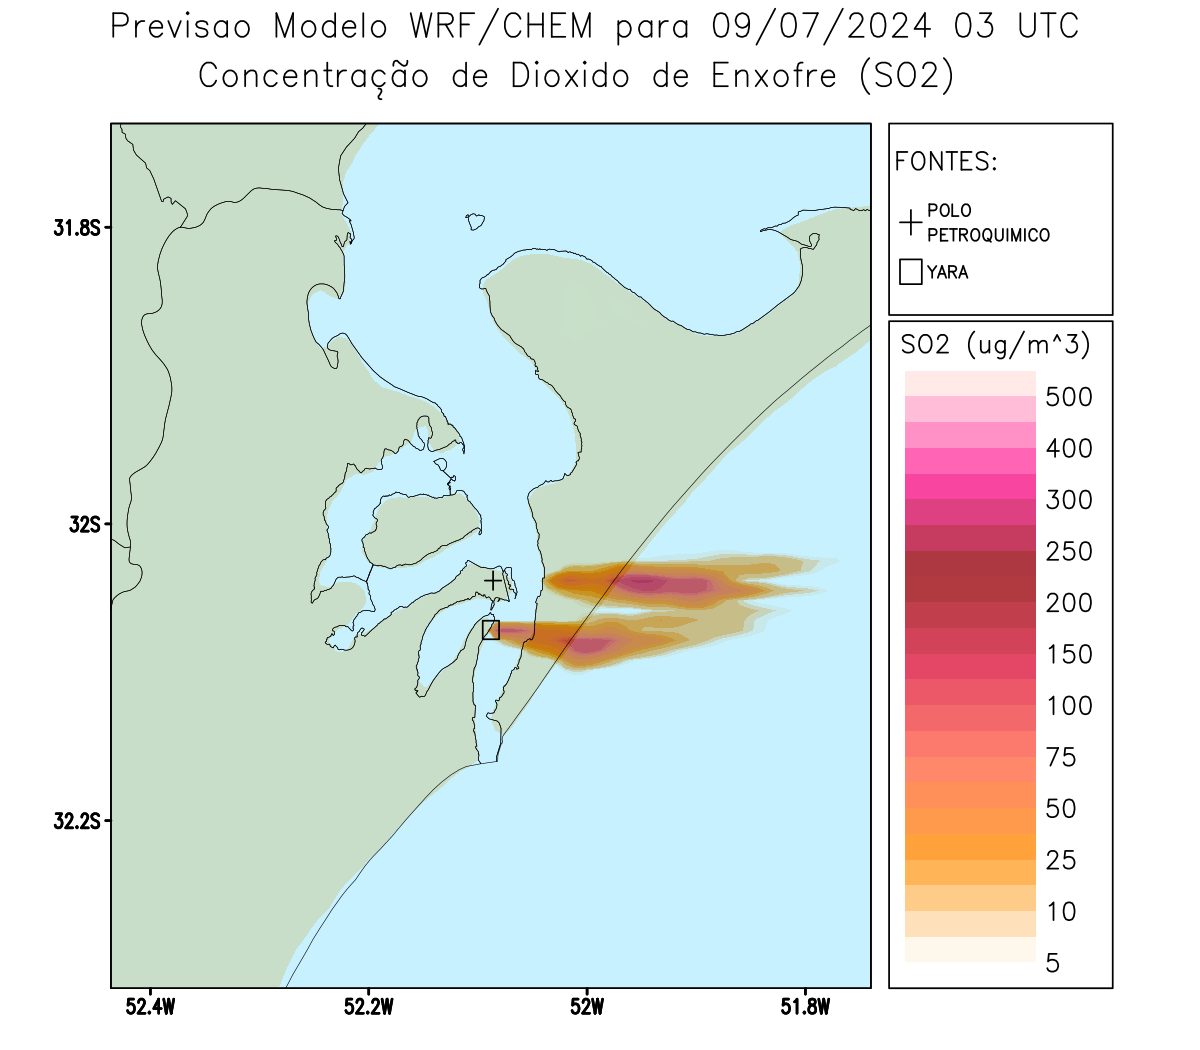 Previsao Modelo WRF/CHEM para 09/07/2024 03 UTC
Concentração de Dioxido de Enxofre (SO2)
FONTES:
POLO
PETROQUIMICO
YARA
31.8S
32S
32.2S
52.4W
52.2W
52W
51.8W
SO2 (ug/m^3)
500
400
300
250
200
150
100
75
50
25
10
5